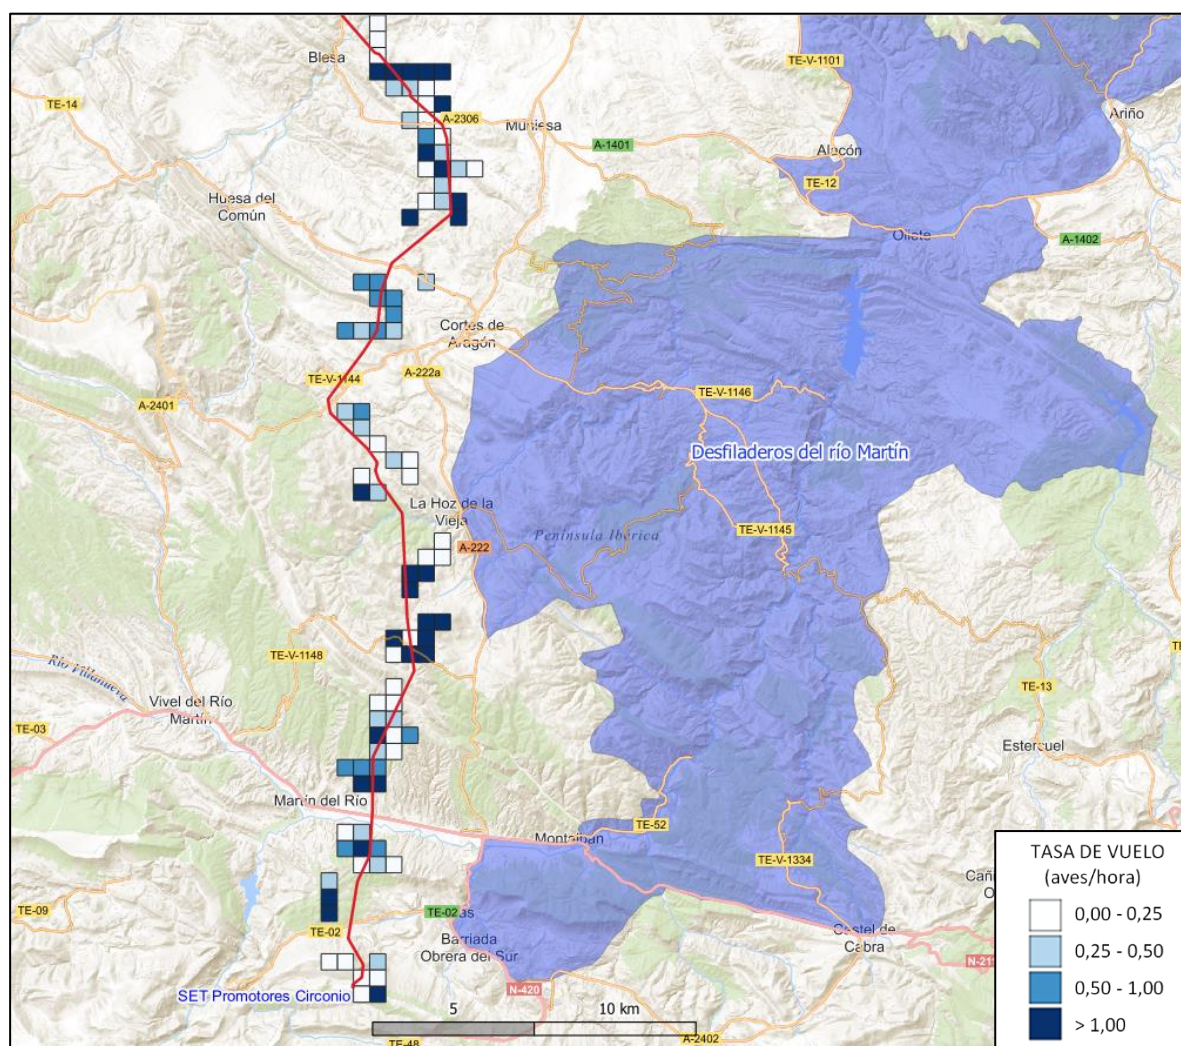 TE-V-1101
Blesa
TE-14
Ariño
A-2306
Muniesa
A-1401
Alacón
TE-12
Huesa del
Común
Oliete
A-1402
Cortes de
Aragón
TE-V-1144
A-222a
TE-V-1146
A-2401
Desfiladeros del río Martín
La Hoz de la
Vieja
TE-V-1145
Península Ibérica
A-222
TE-V-1148
TE-13
Vivel del Río
Martín
TE-03
Estercuel
Martín del Río
TE-52
Montalbán
TE-V-1334
TE-09
TE-02
TE-02
Castel de
Cabra
Barriada
Obrera del Sur
SET Promotores Circonio
N-420
5
10 km
TE-48
A-2402
TASA DE VUELO
(aves/hora)
0,00 - 0,25
0,25 - 0,50
0,50 - 1,00
> 1,00